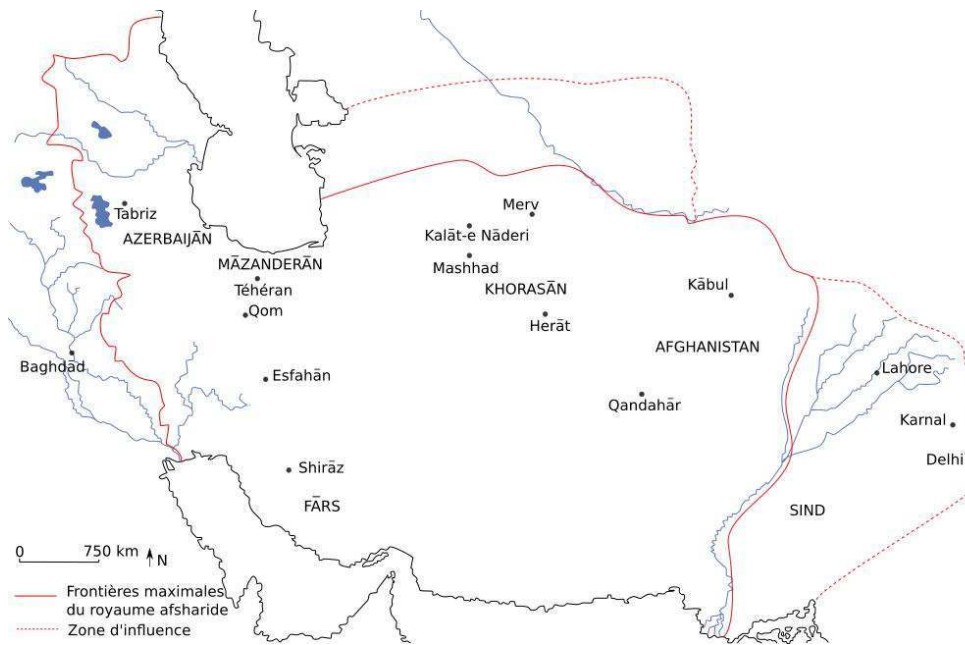 Merv
Tabriz
Kalāt-e Nāderi
AZERBAIJĀN
MĀZANDERĀN
Mashhad
Téhéran
KHORASĀN
Kābul
Qom
Herāt
AFGHANISTAN
Baghdād
Lahore
Esfahān
Qandahār
Karnal
Delhi
Shirāz
FĀRS
SIND
0 750 km N
Frontières maximales
du royaume afsharide
Zone d'influence